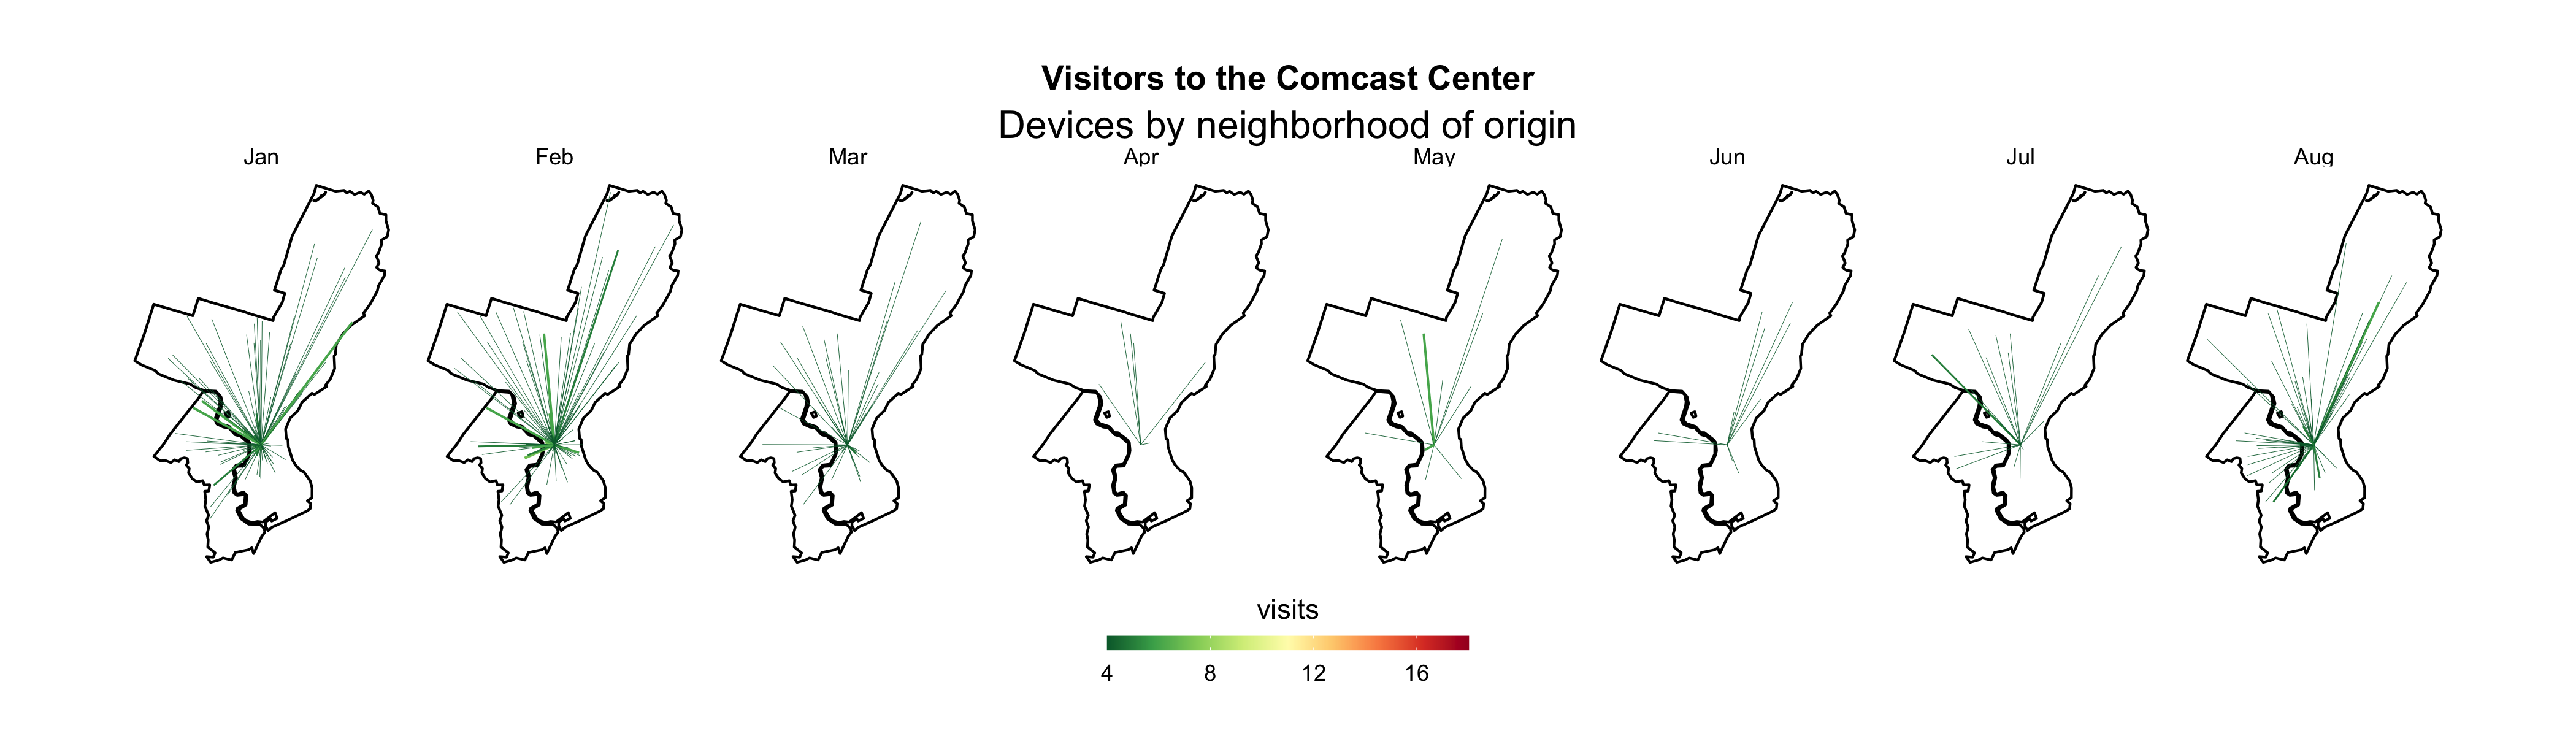 Visitors to the Comcast Center
Devices by neighborhood of origin
Jan Feb Mar Apr May Jun Jul Aug
visits
4 8 12 16